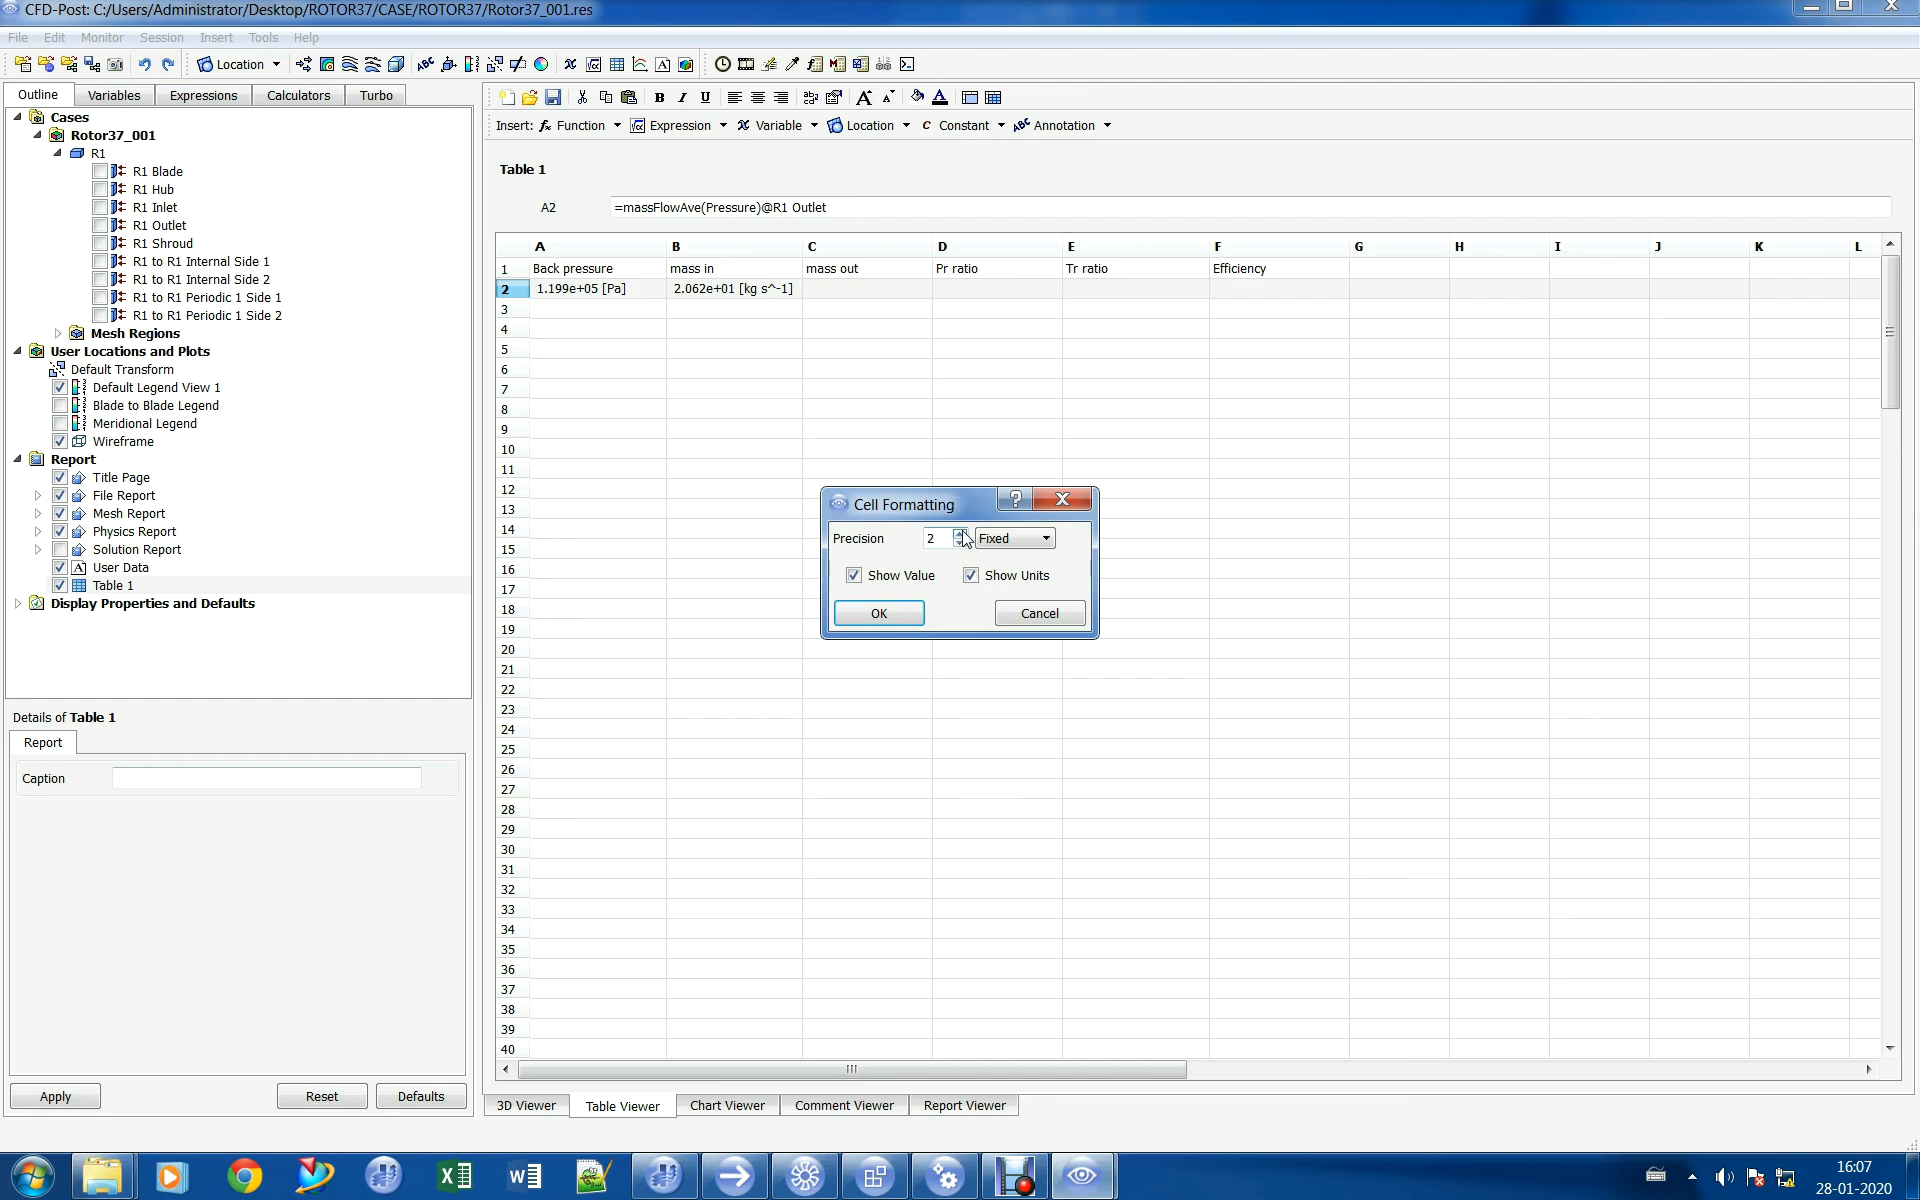 CFD-Post: C:/Users/Administrator/Desktop/ROTOR37/CASE/ROTOR37/Rotor37_001.res
File Edit Monitor Session Insert Tools Help
Location
Outline Variables Expressions Calculators Turbo
Cases
Rotor37_001
R1
R1 Blade
R1 Hub
R1 Inlet
R1 Outlet
R1 Shroud
R1 to R1 Internal Side 1
R1 to R1 Internal Side 2
R1 to R1 Periodic 1 Side 1
R1 to R1 Periodic 1 Side 2
Mesh Regions
User Locations and Plots
Default Transform
Default Legend View 1
Blade to Blade Legend
Meridional Legend
Wireframe
Report
Title Page
File Report
Mesh Report
Physics Report
Solution Report
User Data
Table 1
Display Properties and Defaults
Details of Table 1
Report
Caption
Apply Reset Defaults
B I U
Insert: Function Expression Variable Location Constant Annotation
Table 1
A2 =massFlowAve(Pressure)@R1 Outlet
A B C D E F G H I J K L
1 Back pressure mass in mass out Pr ratio Tr ratio Efficiency
2 1.199e+05 [Pa] 2.062e+01 [kg s^-1]
3
4
5
6
7
8
9
10
11
12
13
14
15
16
17
18
19
20
21
22
23
24
25
26
27
28
29
30
31
32
33
34
35
36
37
38
39
40
Cell Formatting
Precision 2 Fixed
Show Value Show Units
OK Cancel
3D Viewer Table Viewer Chart Viewer Comment Viewer Report Viewer
16:07
28-01-2020